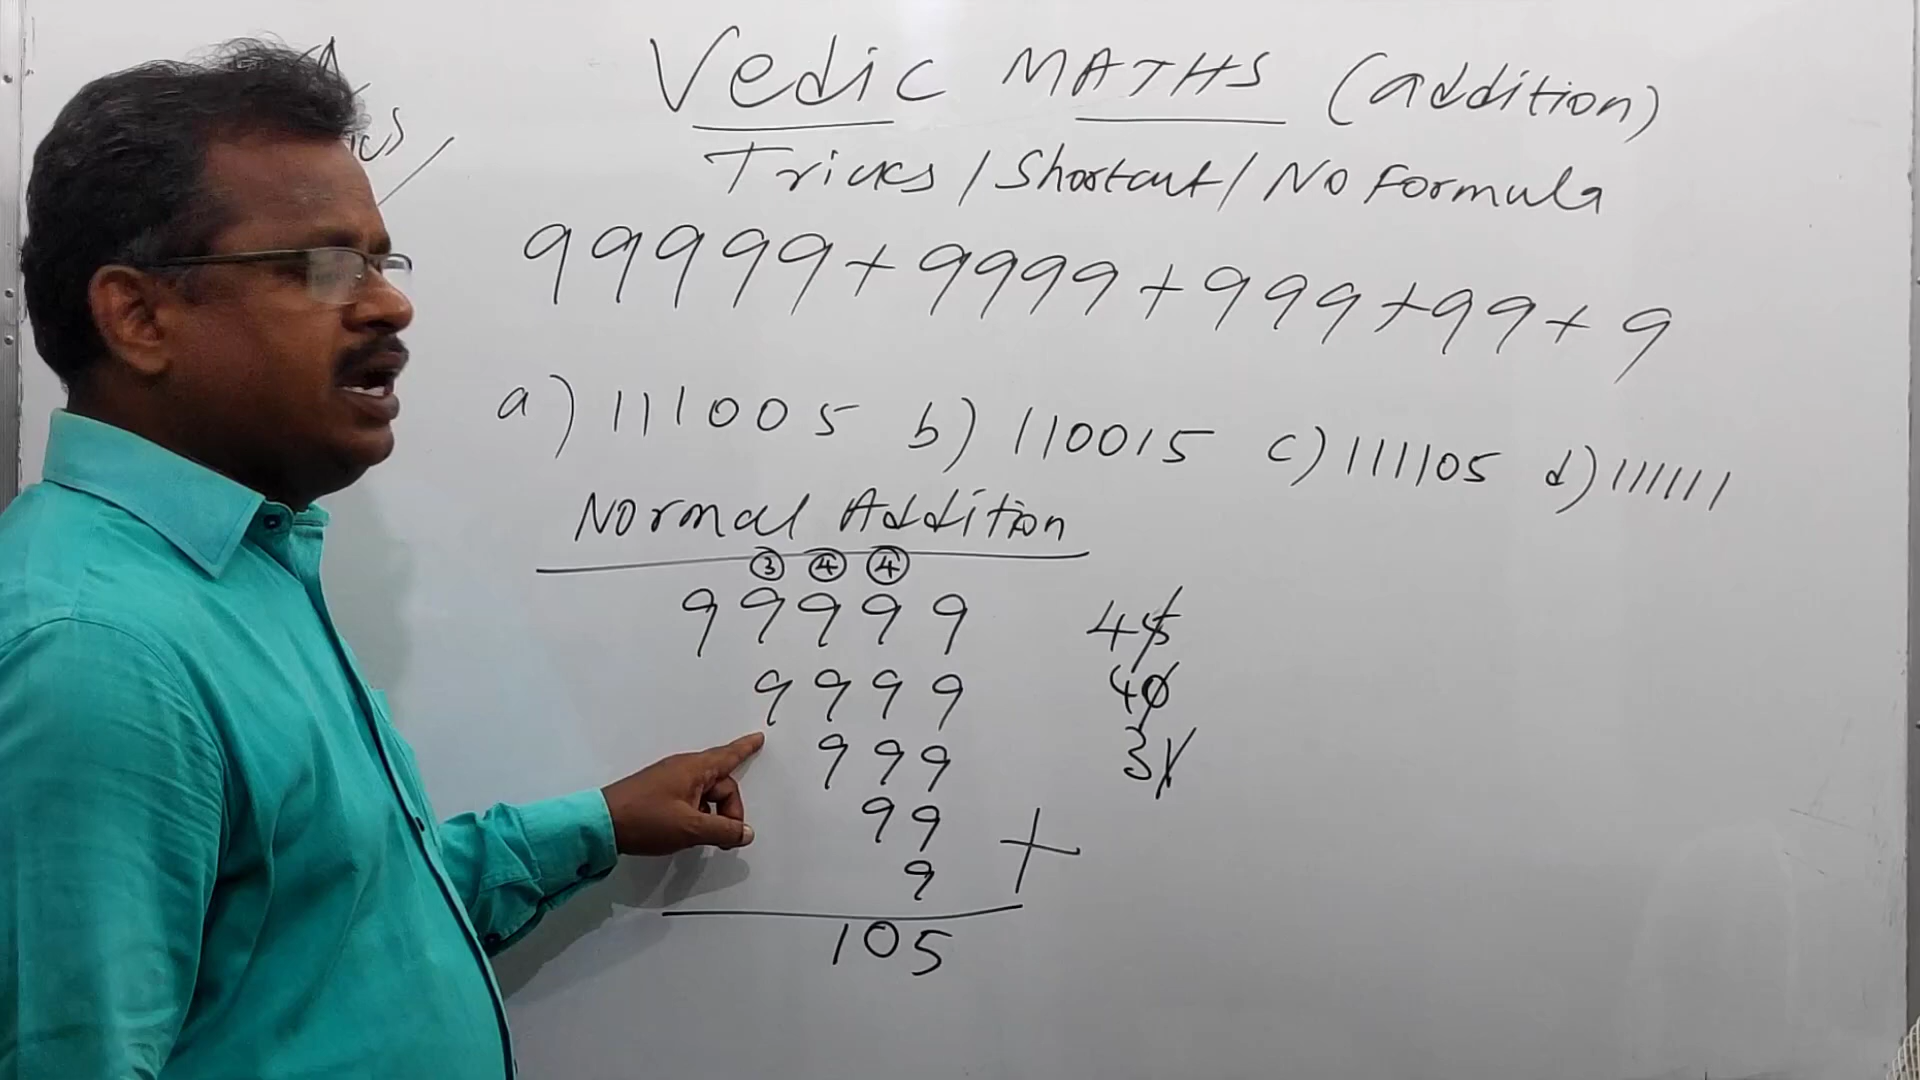 Vedic MATHS (addition)
Tricks / Shortcut / No Formula
99999 + 9999 + 999 + 99 + 9
a) 111005 b) 110015 c) 111105 d) 111111
Normal Addition
③ ④ ④
99999 45
9999 40
999 31
99 +
9
105